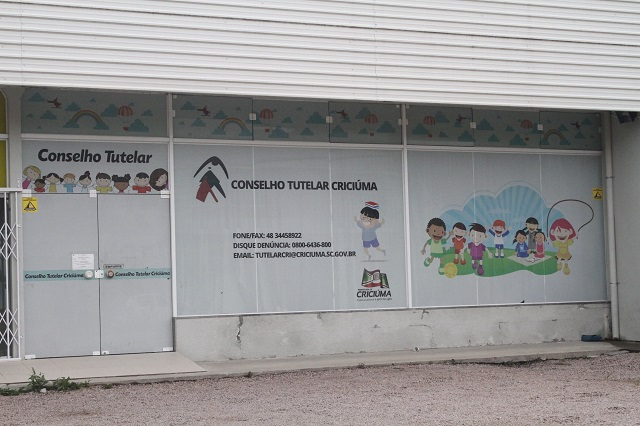 Conselho Tutelar
CONSELHO TUTELAR CRICIÚMA
FONE/FAX: 48 34458922
DISQUE DENÚNCIA: 0800-6436-800
EMAIL: TUTELARCRI@CRICIUMA.SC.GOV.BR
CRICIÚMA
Conselho Tutelar Criciúma
Conselho Tutelar Criciúma